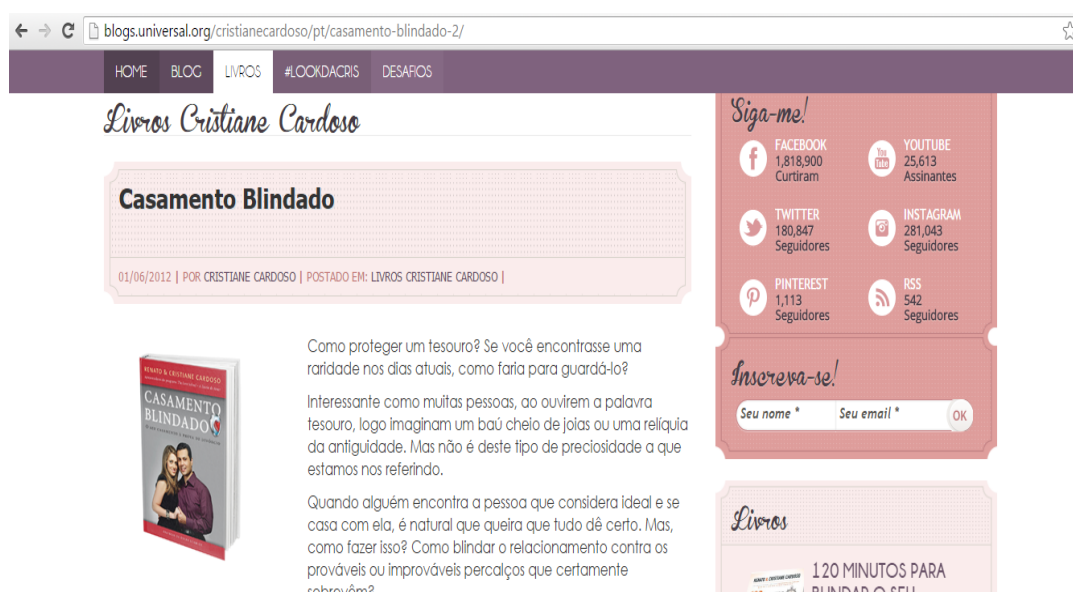 blogs.universal.org/cristianecardoso/pt/casamento-blindado-2/
HOME BLOG LIVROS #LOOKDACRIS DESAFIOS
Livros Cristiane Cardoso
Casamento Blindado
01/06/2012 | POR CRISTIANE CARDOSO | POSTADO EM: LIVROS CRISTIANE CARDOSO |
RENATO & CRISTIANE CARDOSO
CASAMENTO
BLINDADO
Como proteger um tesouro? Se você encontrasse uma
raridade nos dias atuais, como faria para guardá-lo?
Interessante como muitas pessoas, ao ouvirem a palavra
tesouro, logo imaginam um baú cheio de joias ou uma relíquia
da antiguidade. Mas não é deste tipo de preciosidade a que
estamos nos referindo.
Quando alguém encontra a pessoa que considera ideal e se
casa com ela, é natural que queira que tudo dê certo. Mas,
como fazer isso? Como blindar o relacionamento contra os
prováveis ou improváveis percalços que certamente
sobrevêm?
Siga-me!
FACEBOOK
1,818,900
Curtiram
You
Tube
YOUTUBE
25,613
Assinantes
TWITTER
180,847
Seguidores
INSTAGRAM
281,043
Seguidores
PINTEREST
1,113
Seguidores
RSS
542
Seguidores
Inscreva-se!
Seu nome * Seu email * OK
Livros
120 MINUTOS PARA
BLINDAR O SEU